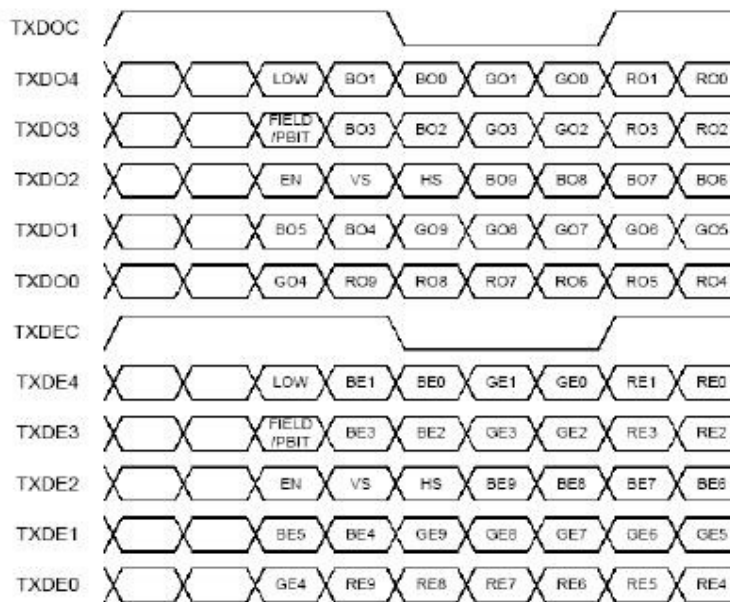 TXDOC
TXDO4 LOW BO1 BO0 GO1 GO0 RO1 RO0
TXDO3 FIELD /PBIT BO3 BO2 GO3 GO2 RO3 RO2
TXDO2 EN VS HS BO9 BO8 BO7 BO6
TXDO1 BO5 BO4 GO9 GO8 GO7 GO6 GO5
TXDO0 GO4 RO9 RO8 RO7 RO6 RO5 RO4
TXDEC
TXDE4 LOW BE1 BE0 GE1 GE0 RE1 RE0
TXDE3 FIELD /PBIT BE3 BE2 GE3 GE2 RE3 RE2
TXDE2 EN VS HS BE9 BE8 BE7 BE6
TXDE1 BE5 BE4 GE9 GE8 GE7 GE6 GE5
TXDE0 GE4 RE9 RE8 RE7 RE6 RE5 RE4